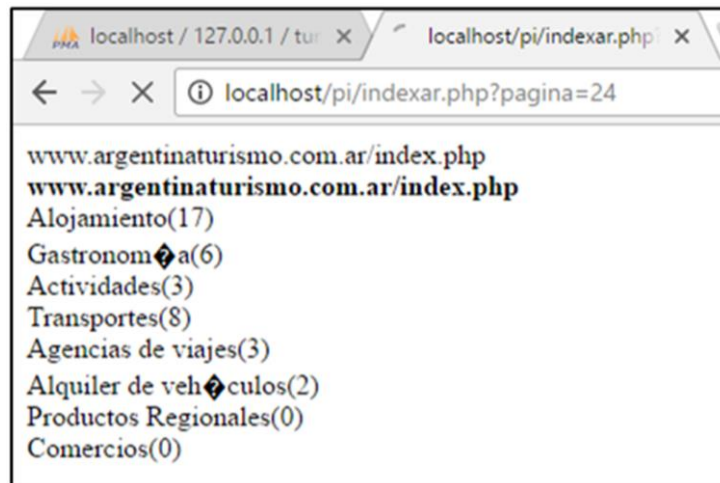 PMA localhost / 127.0.0.1 / tur
localhost/pi/indexar.php?
localhost/pi/indexar.php?pagina=24
www.argentinaturismo.com.ar/index.php
www.argentinaturismo.com.ar/index.php
Alojamiento(17)
Gastronom�a(6)
Actividades(3)
Transportes(8)
Agencias de viajes(3)
Alquiler de veh�culos(2)
Productos Regionales(0)
Comercios(0)